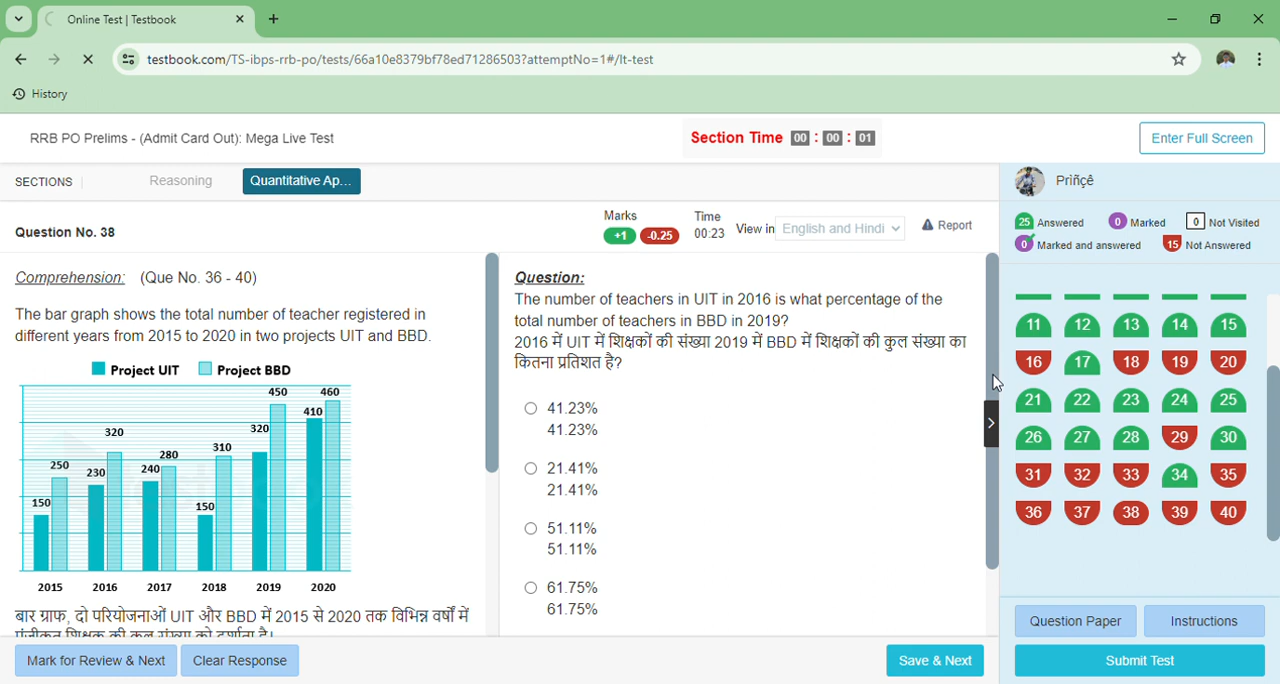 Online Test | Testbook
testbook.com/TS-ibps-rrb-po/tests/66a10e8379bf78ed71286503?attemptNo=1#/lt-test
History
RRB PO Prelims - (Admit Card Out): Mega Live Test
Section Time 00 : 00 : 01
Enter Full Screen
SECTIONS
Reasoning
Quantitative Ap...
Priñçê
Question No. 38
Marks
+1 -0.25
Time
00:23
View in English and Hindi
Report
25 Answered
0 Marked
0 Not Visited
0 Marked and answered
15 Not Answered
Comprehension: (Que No. 36 - 40)
The bar graph shows the total number of teacher registered in
different years from 2015 to 2020 in two projects UIT and BBD.
Project UIT Project BBD
150 250 230 320 240 280 150 310 320 450 410 460
2015 2016 2017 2018 2019 2020
बार ग्राफ, दो परियोजनाओं UIT और BBD में 2015 से 2020 तक विभिन्न वर्षों में
पंजीकृत शिक्षक की कुल संख्या को दर्शाता है।
Question:
The number of teachers in UIT in 2016 is what percentage of the
total number of teachers in BBD in 2019?
2016 में UIT में शिक्षकों की संख्या 2019 में BBD में शिक्षकों की कुल संख्या का
कितना प्रतिशत है?
41.23%
41.23%
21.41%
21.41%
51.11%
51.11%
61.75%
61.75%
11 12 13 14 15
16 17 18 19 20
21 22 23 24 25
26 27 28 29 30
31 32 33 34 35
36 37 38 39 40
Question Paper
Instructions
Mark for Review & Next
Clear Response
Save & Next
Submit Test